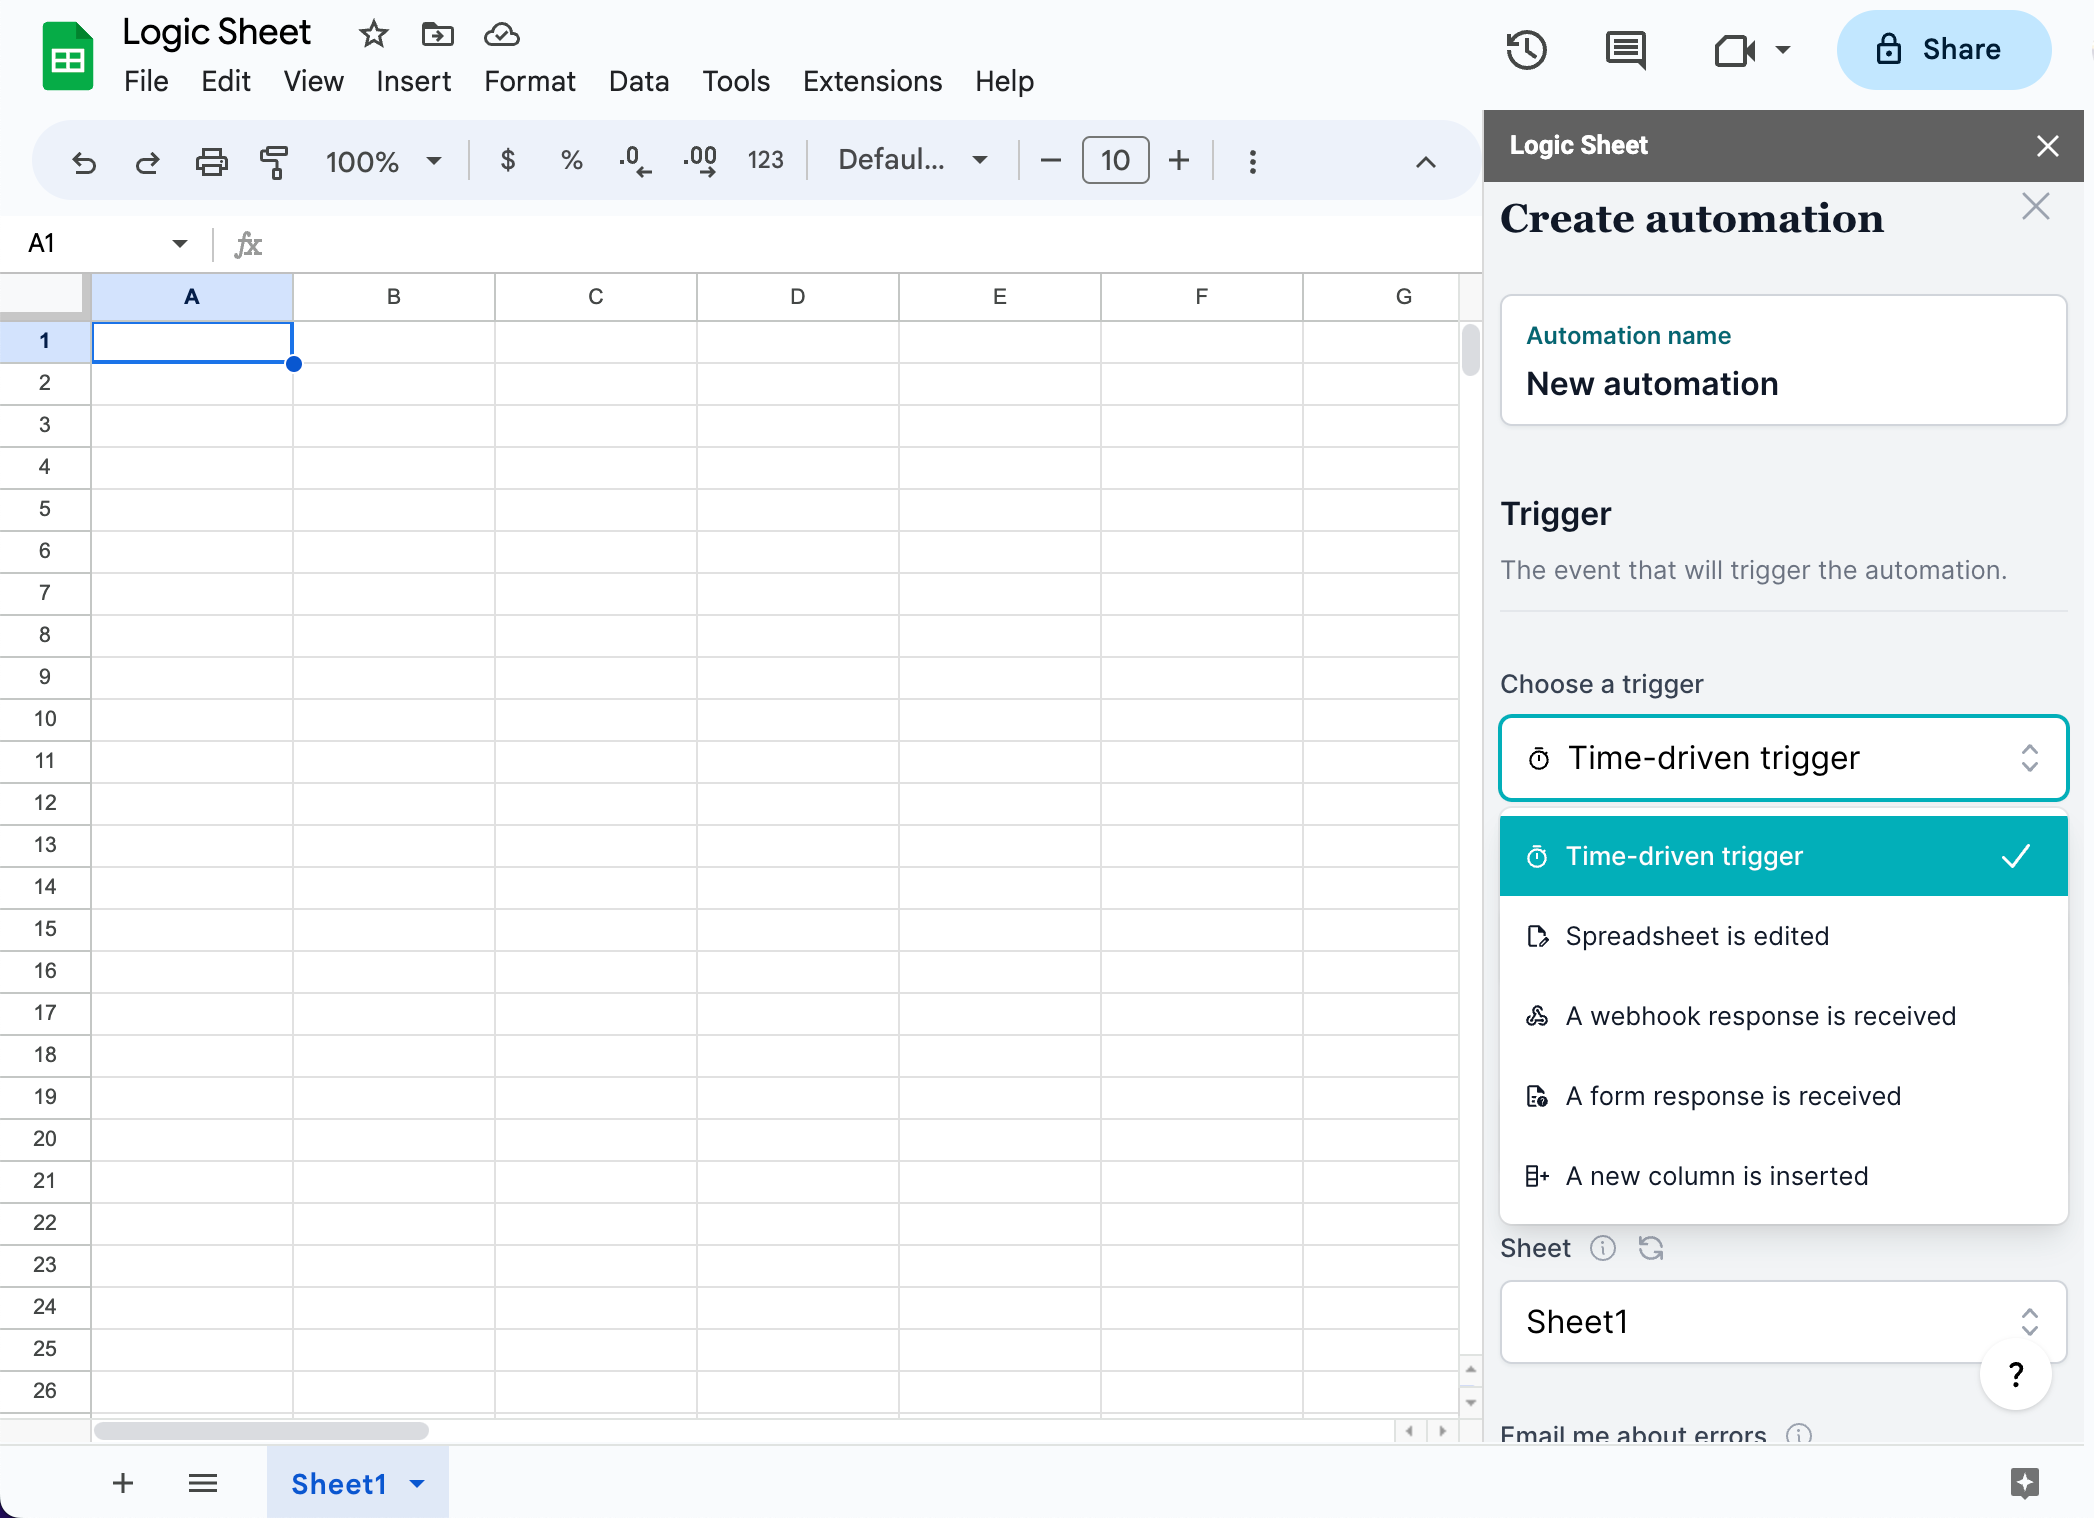 Logic Sheet
File Edit View Insert Format Data Tools Extensions Help
Share
100% $ % .0 .00 123 Defaul... 10
A1 fx
A B C D E F G
1
2
3
4
5
6
7
8
9
10
11
12
13
14
15
16
17
18
19
20
21
22
23
24
25
26
Sheet1
Logic Sheet
Create automation
Automation name
New automation
Trigger
The event that will trigger the automation.
Choose a trigger
Time-driven trigger
Time-driven trigger
Spreadsheet is edited
A webhook response is received
A form response is received
A new column is inserted
Sheet
Sheet1
?
Email me about errors